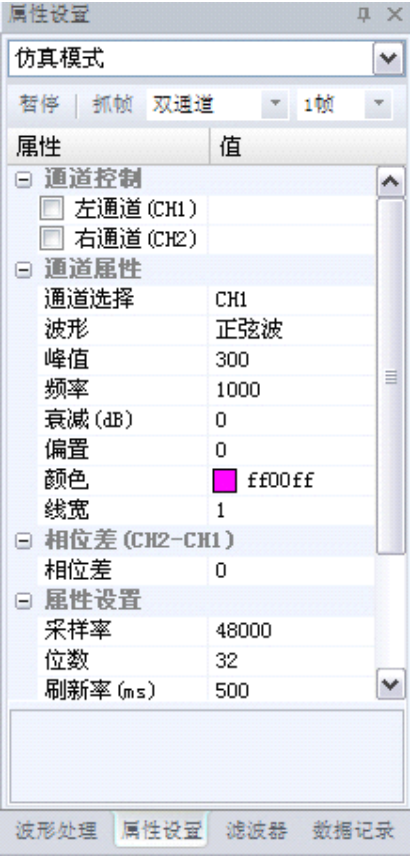 属性设置
仿真模式
暂停 抓帧 双通道 1帧
属性 值
通道控制
左通道(CH1)
右通道(CH2)
通道属性
通道选择 CH1
波形 正弦波
峰值 300
频率 1000
衰减(dB) 0
偏置 0
颜色 ff00ff
线宽 1
相位差(CH2-CH1)
相位差 0
属性设置
采样率 48000
位数 32
刷新率(ms) 500
波形处理 属性设置 滤波器 数据记录